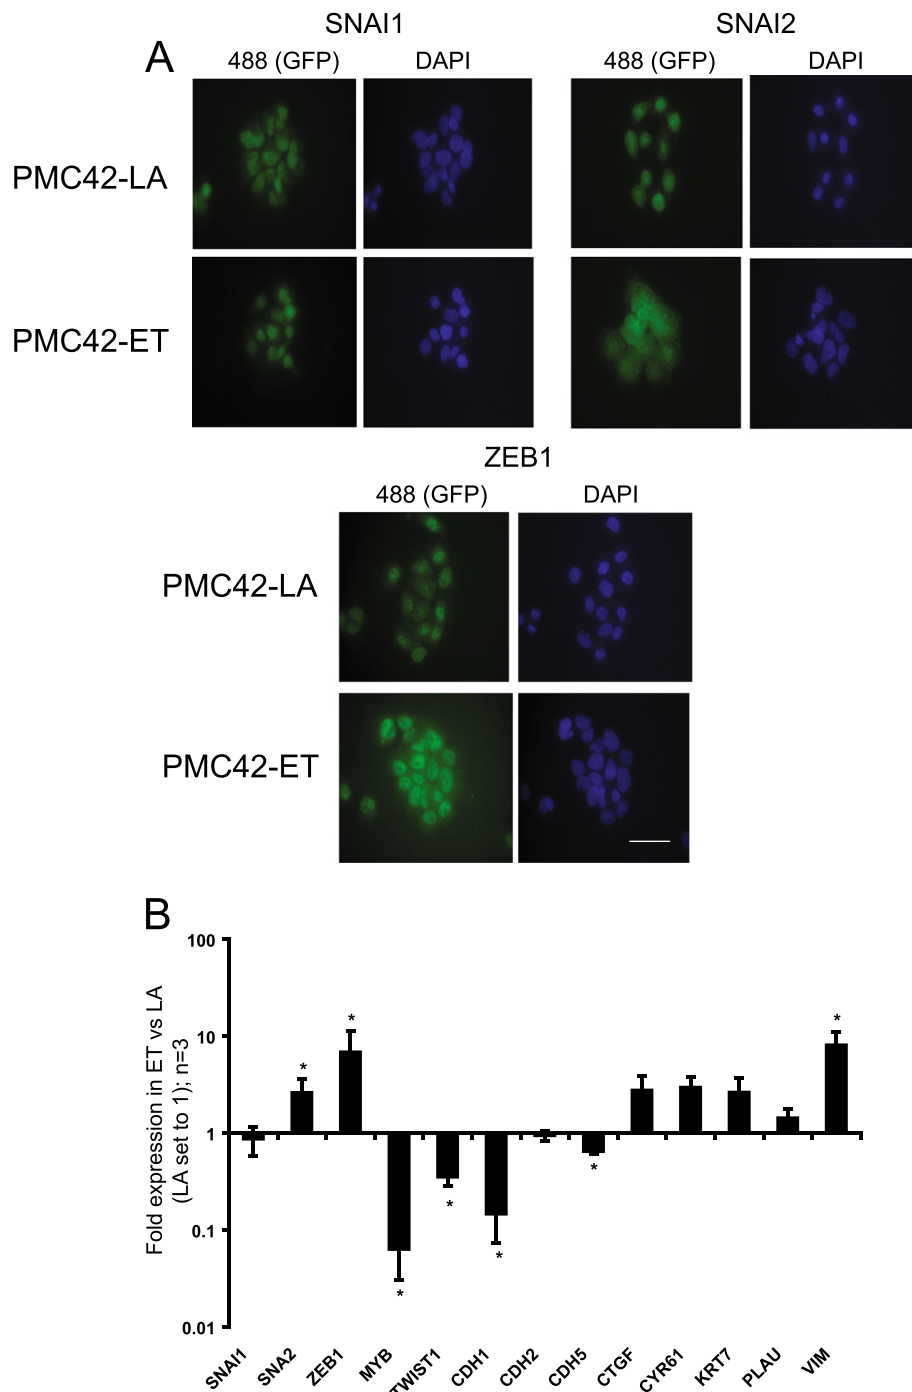 SNAI1 SNAI2
A 488 (GFP) DAPI 488 (GFP) DAPI
PMC42-LA
PMC42-ET
ZEB1
488 (GFP) DAPI
PMC42-LA
PMC42-ET
B
Fold expression in ET vs LA
(LA set to 1); n=3
100
10
1
0.1
0.01
* * * * * * *
SNAI1 SNA2 ZEB1 MYB TWIST1 CDH1 CDH2 CDH5 CTGF CYR61 KRT7 PLAU VIM